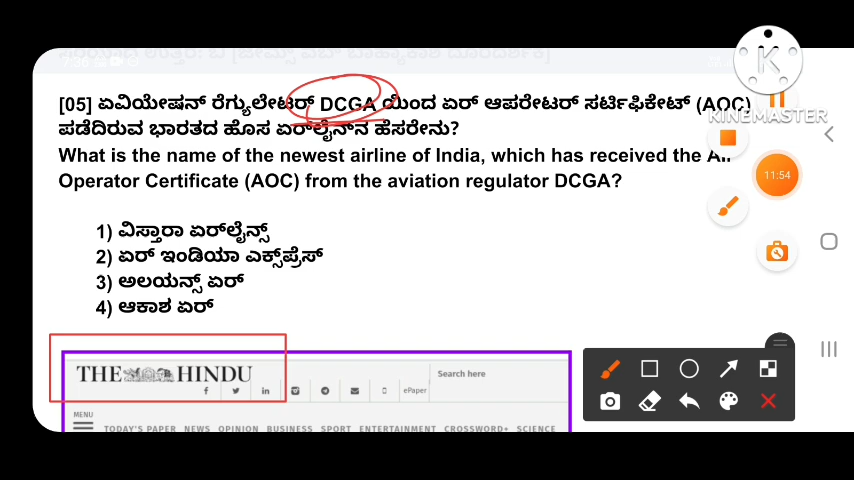 7:36
[05] ಏವಿಯೇಷನ್ ರೆಗ್ಯುಲೇಟರ್ DCGA ಯಿಂದ ಏರ್ ಆಪರೇಟರ್ ಸರ್ಟಿಫಿಕೇಟ್ (AOC)
KINEMASTER
ಪಡೆದಿರುವ ಭಾರತದ ಹೊಸ ಏರ್‌ಲೈನ್‌ನ ಹೆಸರೇನು?
What is the name of the newest airline of India, which has received the Air
Operator Certificate (AOC) from the aviation regulator DCGA?
11:54
1) ವಿಸ್ತಾರಾ ಏರ್‌ಲೈನ್ಸ್
2) ಏರ್ ಇಂಡಿಯಾ ಎಕ್ಸ್‌ಪ್ರೆಸ್
3) ಅಲಯನ್ಸ್ ಏರ್
4) ಆಕಾಶ ಏರ್
THE HINDU
Search here
ePaper
MENU
TODAY'S PAPER NEWS OPINION BUSINESS SPORT ENTERTAINMENT CROSSWORD+ SCIENCE